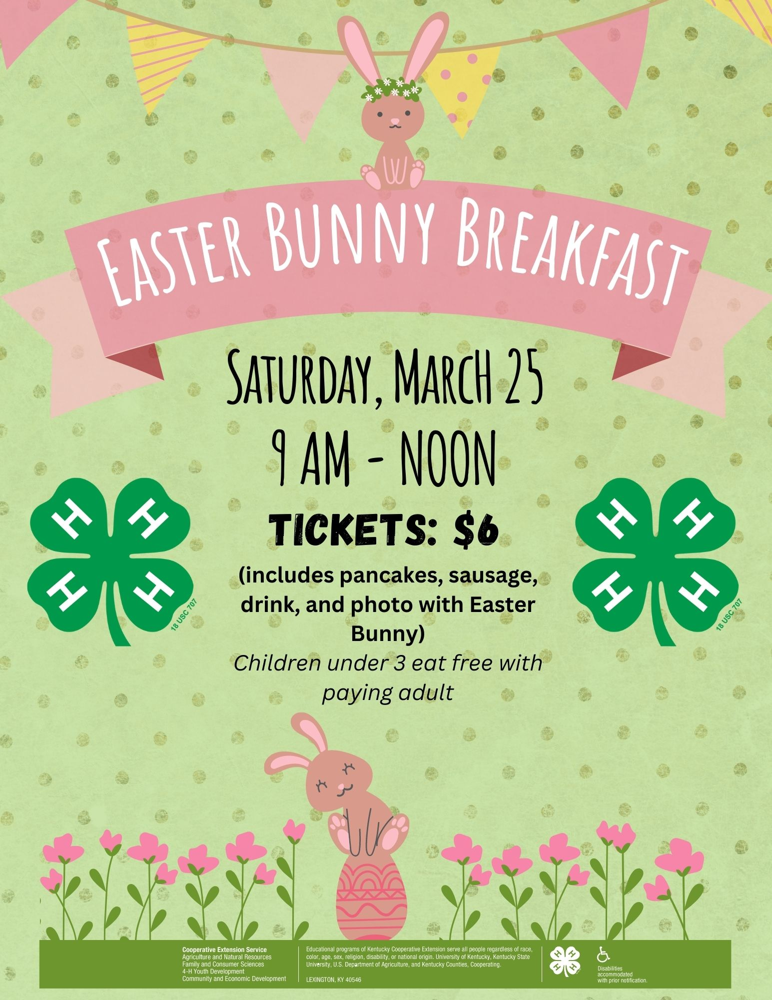 Easter Bunny Breakfast
Saturday, March 25
9 AM - NOON
TICKETS: $6
(includes pancakes, sausage,
drink, and photo with Easter
Bunny)
Children under 3 eat free with
paying adult
H H
H H
18 USC 707
H H
H H
18 USC 707
Cooperative Extension Service
Agriculture and Natural Resources
Family and Consumer Sciences
4-H Youth Development
Community and Economic Development
Educational programs of Kentucky Cooperative Extension serve all people regardless of race,
color, age, sex, religion, disability, or national origin. University of Kentucky, Kentucky State
University, U.S. Department of Agriculture, and Kentucky Counties, Cooperating.
LEXINGTON, KY 40546
H H
H H
Disabilities
accommodated
with prior notification.